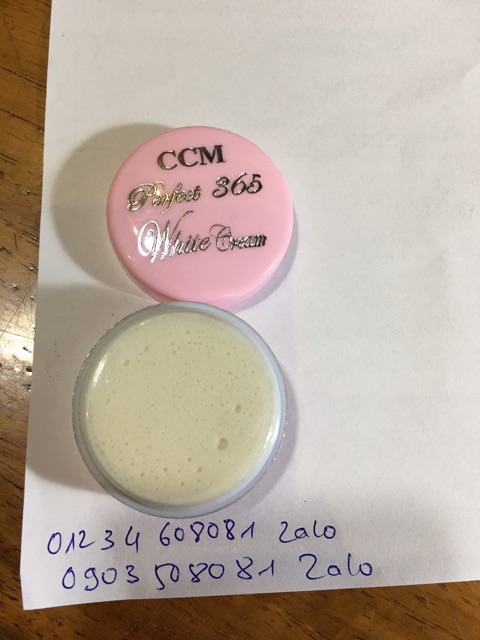 CCM
Perfect 365
White Cream
01234 608081 Zalo
0903 508081 Zalo